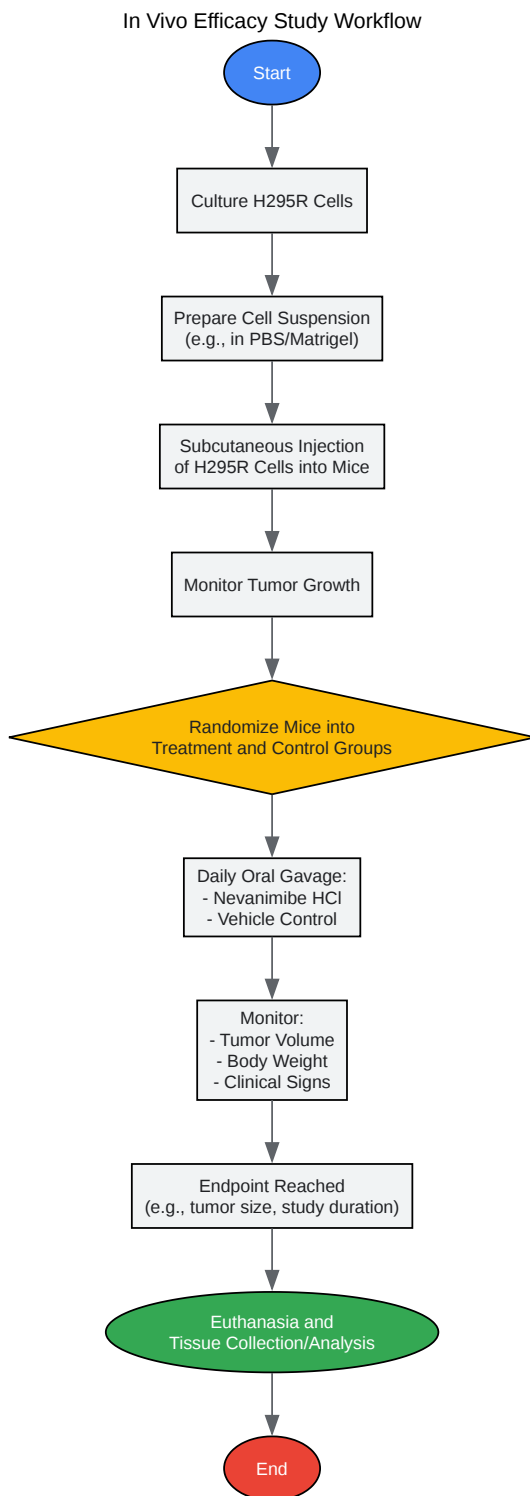 In Vivo Efficacy Study Workflow
Start
Culture H295R Cells
Prepare Cell Suspension
(e.g., in PBS/Matrigel)
Subcutaneous Injection
of H295R Cells into Mice
Monitor Tumor Growth
Randomize Mice into
Treatment and Control Groups
Daily Oral Gavage:
- Nevanimibe HCl
- Vehicle Control
Monitor:
- Tumor Volume
- Body Weight
- Clinical Signs
Endpoint Reached
(e.g., tumor size, study duration)
Euthanasia and
Tissue Collection/Analysis
End